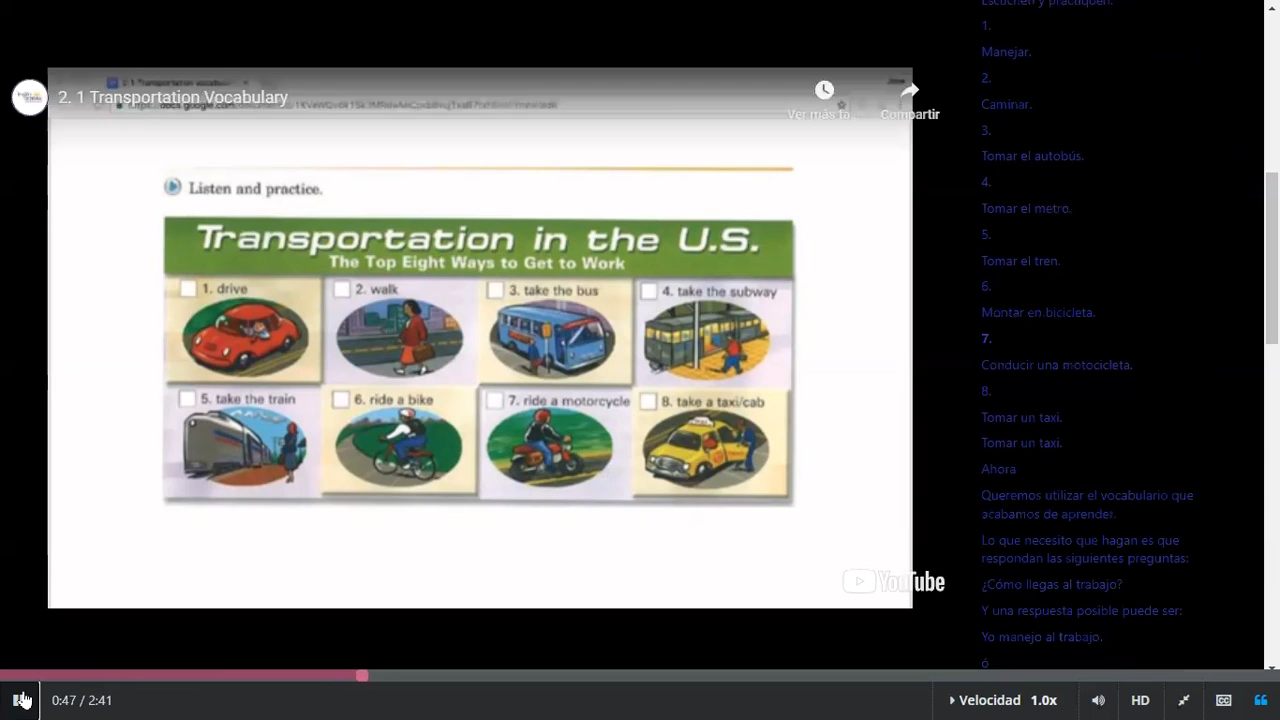 2. 1 Transportation Vocabulary
Ver más ta
Compartir
Listen and practice.
Transportation in the U.S.
The Top Eight Ways to Get to Work
1. drive
2. walk
3. take the bus
4. take the subway
5. take the train
6. ride a bike
7. ride a motorcycle
8. take a taxi/cab
YouTube
0:47 / 2:41
Velocidad 1.0x
HD
CC
Escuchen y practiquen.
1.
Manejar.
2.
Caminar.
3.
Tomar el autobús.
4.
Tomar el metro.
5.
Tomar el tren.
6.
Montar en bicicleta.
7.
Conducir una motocicleta.
8.
Tomar un taxi.
Tomar un taxi.
Ahora
Queremos utilizar el vocabulario que
acabamos de aprender.
Lo que necesito que hagan es que
respondan las siguientes preguntas:
¿Cómo llegas al trabajo?
Y una respuesta posible puede ser:
Yo manejo al trabajo.
ó